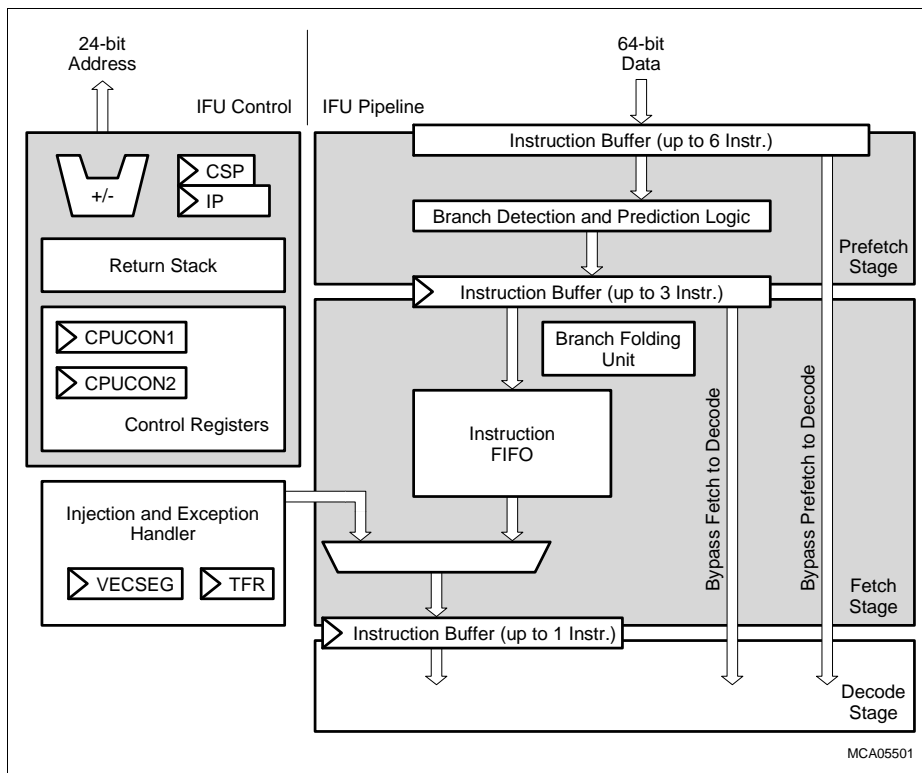 24-bit
Address
64-bit
Data
IFU Control
IFU Pipeline
Instruction Buffer (up to 6 Instr.)
CSP
+/-
IP
Branch Detection and Prediction Logic
Prefetch
Stage
Return Stack
Instruction Buffer (up to 3 Instr.)
CPUCON1
CPUCON2
Control Registers
Branch Folding
Unit
Instruction
FIFO
Bypass Fetch to Decode
Bypass Prefetch to Decode
Injection and Exception
Handler
VECSEG
TFR
Fetch
Stage
Instruction Buffer (up to 1 Instr.)
Decode
Stage
MCA05501